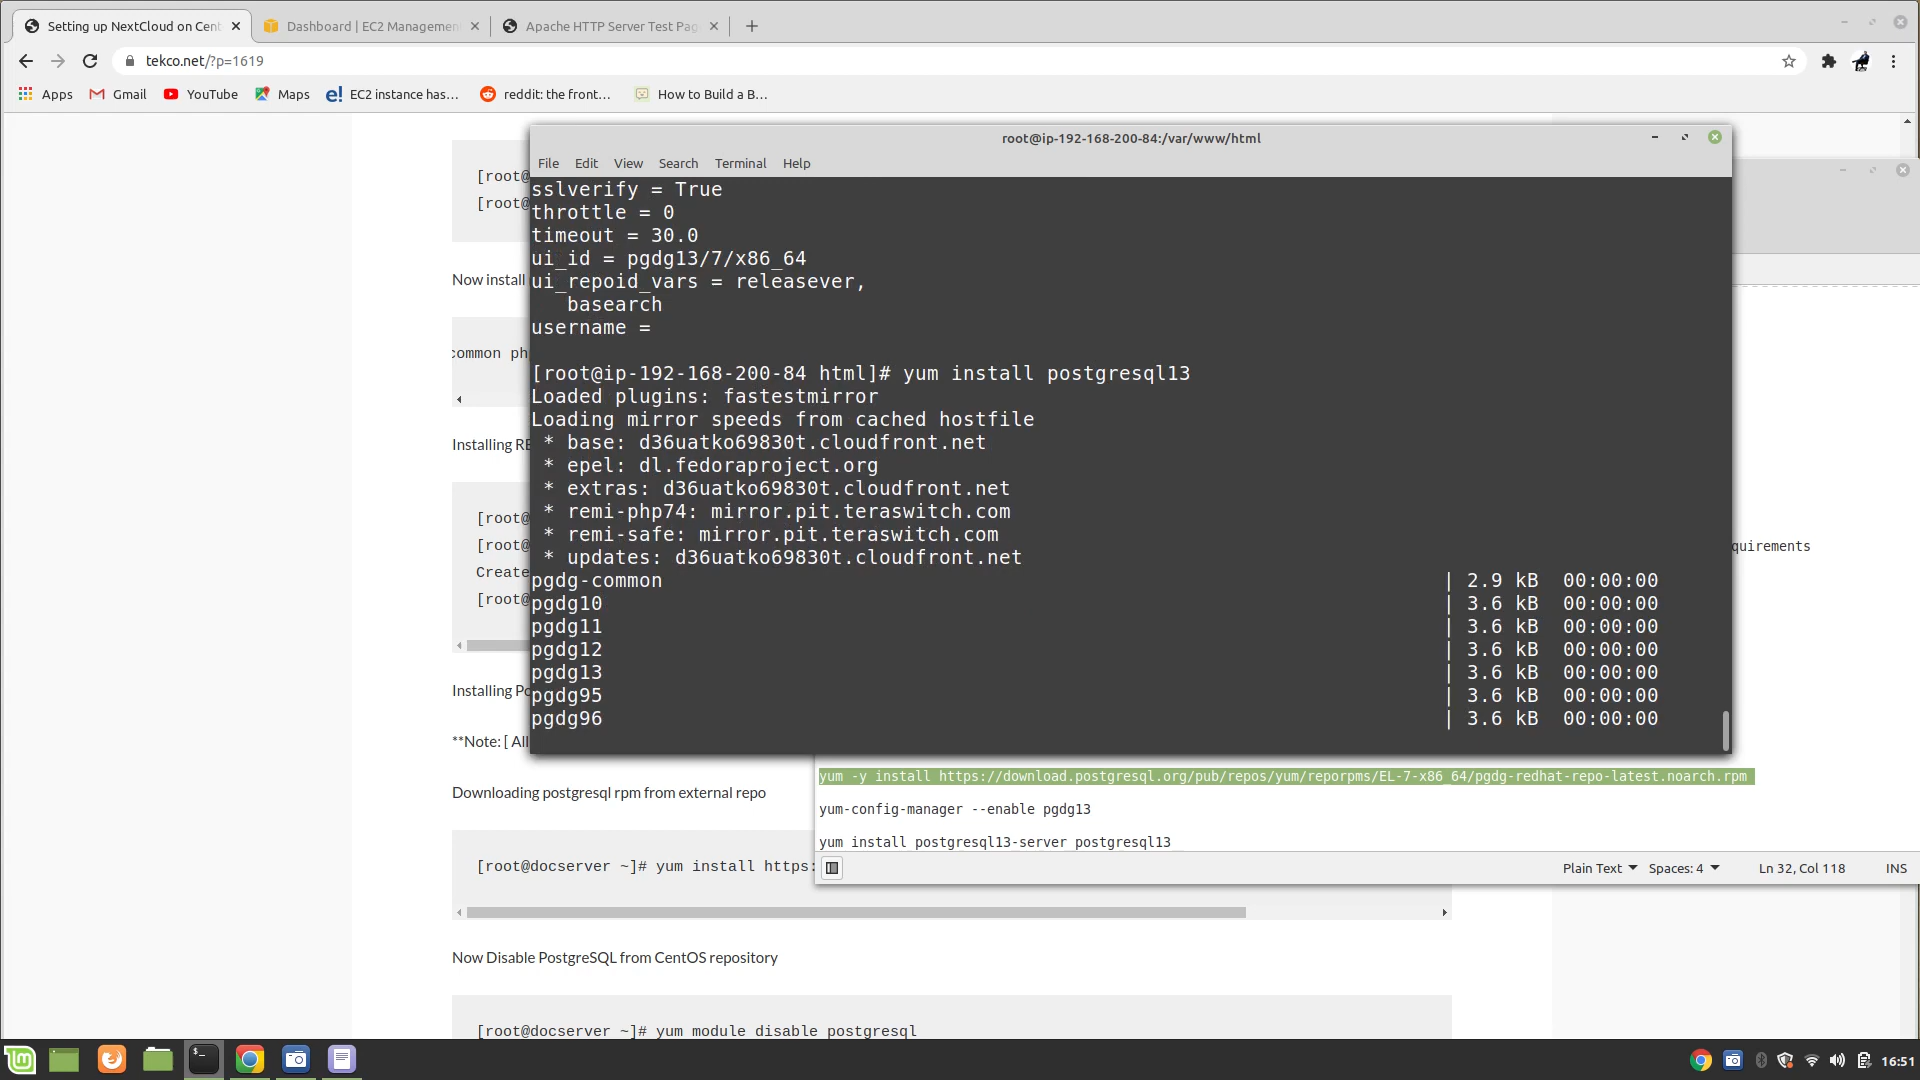 Setting up NextCloud on Cent
Dashboard | EC2 Managemen
Apache HTTP Server Test Pag
tekco.net/?p=1619
Apps
Gmail
YouTube
Maps
EC2 instance has...
reddit: the front...
How to Build a B...
root@ip-192-168-200-84:/var/www/html
File Edit View Search Terminal Help
sslverify = True
throttle = 0
timeout = 30.0
ui_id = pgdg13/7/x86_64
ui_repoid_vars = releasever,
basearch
username =
[root@ip-192-168-200-84 html]# yum install postgresql13
Loaded plugins: fastestmirror
Loading mirror speeds from cached hostfile
* base: d36uatko69830t.cloudfront.net
* epel: dl.fedoraproject.org
* extras: d36uatko69830t.cloudfront.net
* remi-php74: mirror.pit.teraswitch.com
* remi-safe: mirror.pit.teraswitch.com
* updates: d36uatko69830t.cloudfront.net
pgdg-common | 2.9 kB 00:00:00
pgdg10 | 3.6 kB 00:00:00
pgdg11 | 3.6 kB 00:00:00
pgdg12 | 3.6 kB 00:00:00
pgdg13 | 3.6 kB 00:00:00
pgdg95 | 3.6 kB 00:00:00
pgdg96 | 3.6 kB 00:00:00
[root@
[root@
Now install
common ph
Installing RE
[root@
[root@
Create
[root@
Installing Po
**Note: [ All
quirements
Downloading postgresql rpm from external repo
[root@docserver ~]# yum install https:
Now Disable PostgreSQL from CentOS repository
[root@docserver ~]# yum module disable postgresql
yum -y install https://download.postgresql.org/pub/repos/yum/reporpms/EL-7-x86_64/pgdg-redhat-repo-latest.noarch.rpm
yum-config-manager --enable pgdg13
yum install postgresql13-server postgresql13
Plain Text Spaces: 4 Ln 32, Col 118 INS
16:51